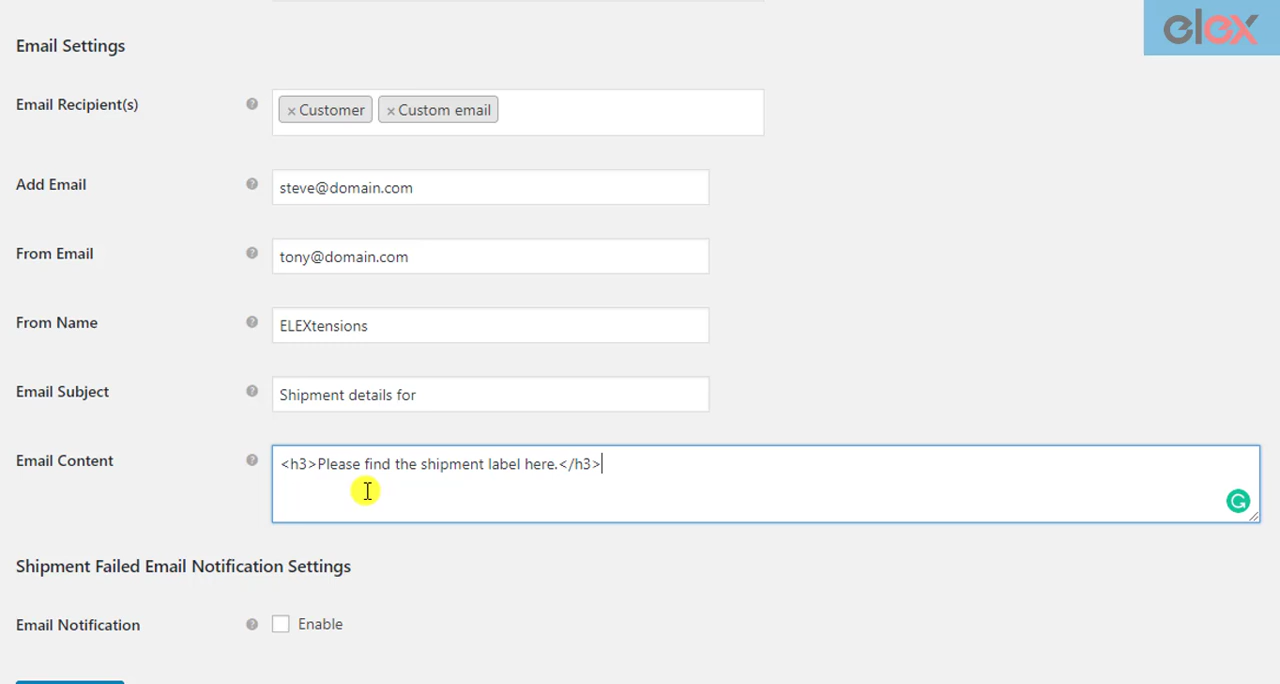 elex
Email Settings
Email Recipient(s)
×Customer ×Custom email
Add Email
steve@domain.com
From Email
tony@domain.com
From Name
ELEXtensions
Email Subject
Shipment details for
Email Content
<h3>Please find the shipment label here.</h3>
Shipment Failed Email Notification Settings
Email Notification
Enable